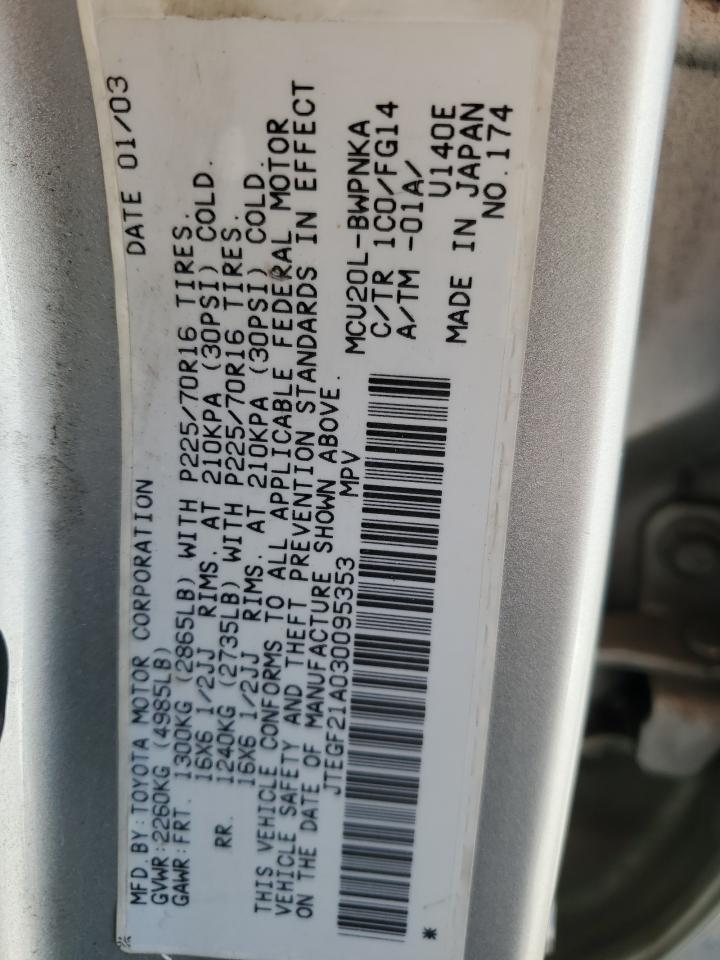 MFD.BY:TOYOTA MOTOR CORPORATION DATE 01/03
GVWR:2260KG (4985LB)
GAWR:FRT. 1300KG (2865LB) WITH P225/70R16 TIRES.
16X6 1/2JJ RIMS. AT 210KPA (30PSI) COLD.
RR. 1240KG (2735LB) WITH P225/70R16 TIRES.
16X6 1/2JJ RIMS. AT 210KPA (30PSI) COLD.
THIS VEHICLE CONFORMS TO ALL APPLICABLE FEDERAL MOTOR
VEHICLE SAFETY AND THEFT PREVENTION STANDARDS IN EFFECT
ON THE DATE OF MANUFACTURE SHOWN ABOVE.
JTEGF21A030095353 MPV
MCU20L-BWPNKA
C/TR 1C0/FG14
A/TM -01A/
U140E
* MADE IN JAPAN
NO.174